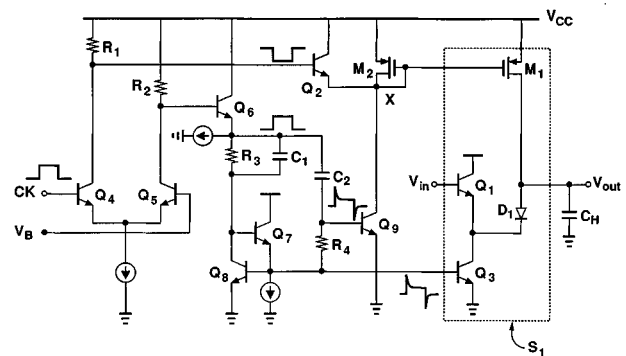 V_CC
R_1
R_2
Q_6
Q_2
M_2
X
M_1
R_3
C_1
C_2
CK
Q_4
Q_5
V_in
Q_1
V_out
D_1
C_H
V_B
Q_7
Q_9
R_4
Q_8
Q_3
S_1